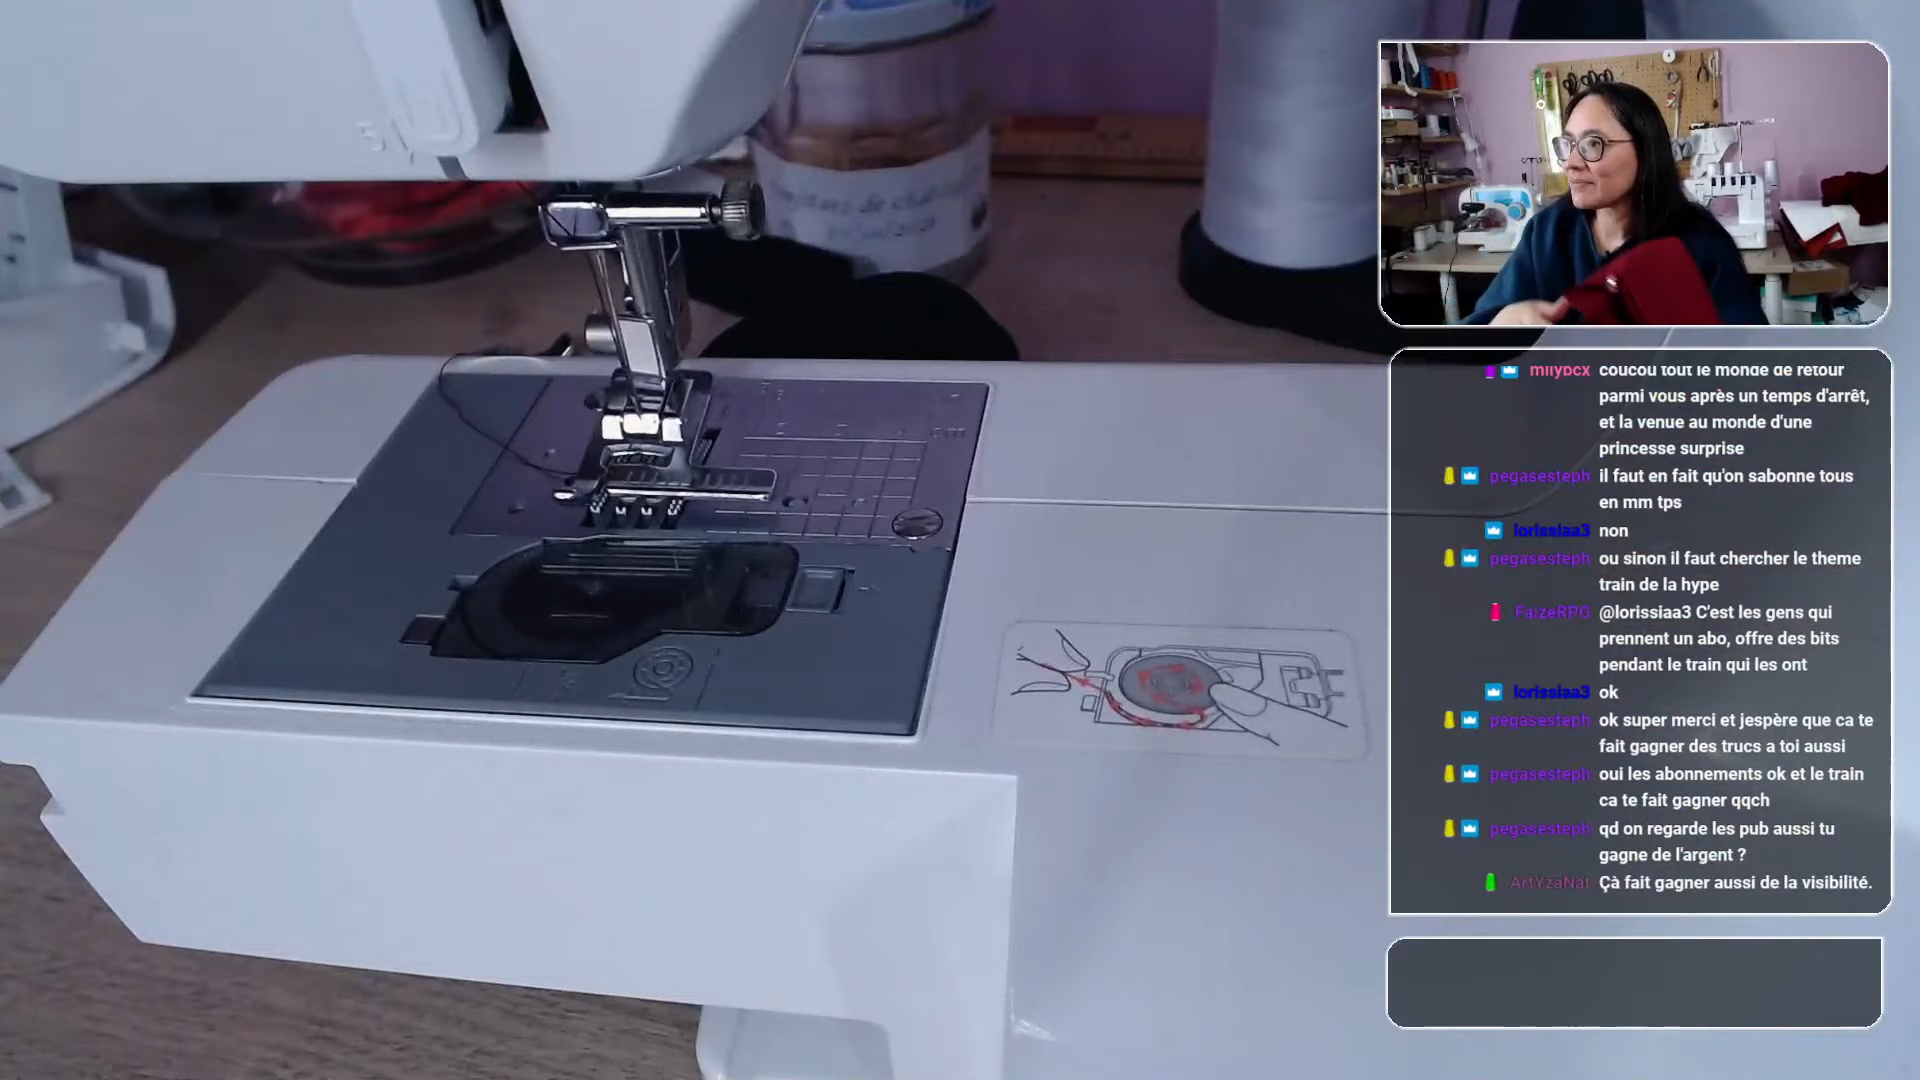 milybcx coucou tout le monde de retour
parmi vous après un temps d'arrêt,
et la venue au monde d'une
princesse surprise
pegasesteph il faut en fait qu'on sabonne tous
en mm tps
lorissiaa3 non
pegasesteph ou sinon il faut chercher le theme
train de la hype
FaizeRPG @lorissiaa3 C'est les gens qui
prennent un abo, offre des bits
pendant le train qui les ont
lorissiaa3 ok
pegasesteph ok super merci et jespère que ca te
fait gagner des trucs a toi aussi
pegasesteph oui les abonnements ok et le train
ca te fait gagner qqch
pegasesteph qd on regarde les pub aussi tu
gagne de l'argent ?
ArtYzaNat Çà fait gagner aussi de la visibilité.